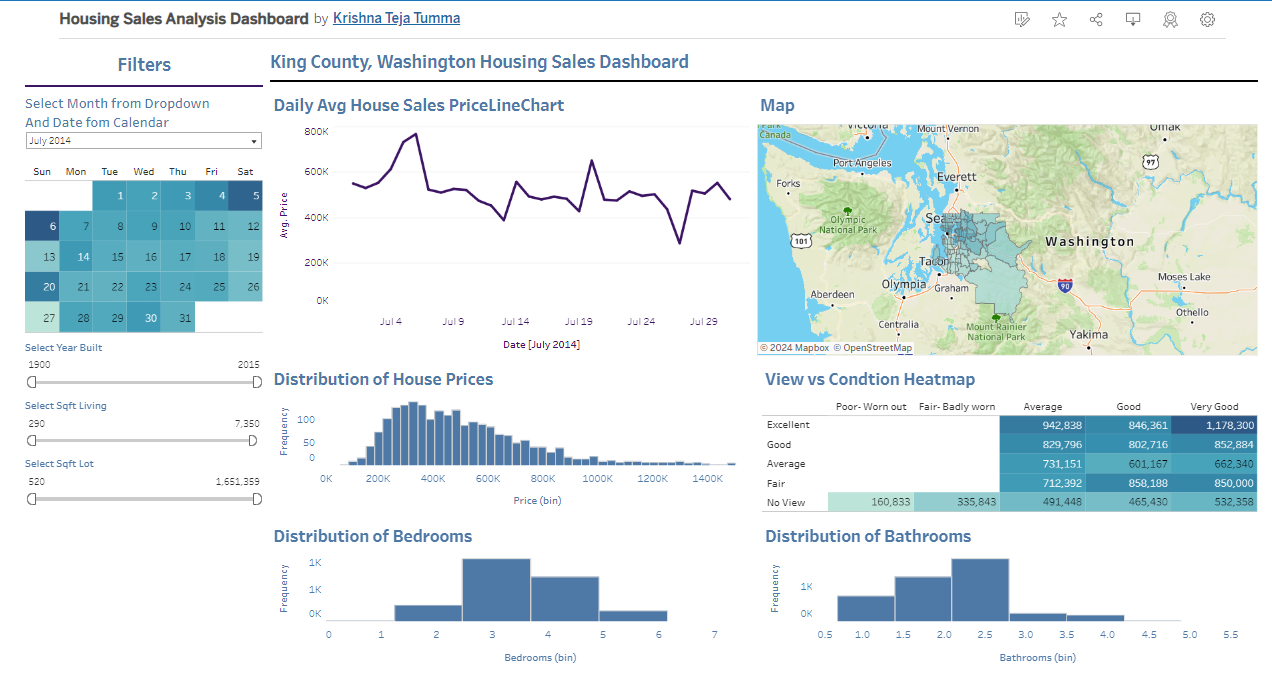 Housing Sales Analysis Dashboard by Krishna Teja Tumma
Filters
Select Month from Dropdown
And Date fom Calendar
July 2014
Sun Mon Tue Wed Thu Fri Sat
1 2 3 4 5
6 7 8 9 10 11 12
13 14 15 16 17 18 19
20 21 22 23 24 25 26
27 28 29 30 31
Select Year Built
1900 2015
Select Sqft Living
290 7,350
Select Sqft Lot
520 1,651,359
King County, Washington Housing Sales Dashboard
Daily Avg House Sales PriceLineChart
Avg. Price
800K
600K
400K
200K
0K
Jul 4 Jul 9 Jul 14 Jul 19 Jul 24 Jul 29
Date [July 2014]
Map
Park
Canada
Victoria
Mount Vernon
Omak
97
Port Angeles
Forks
Everett
Olympic
National Park
Sea
101
Washington
Tacon
Olympia
Graham
90
Moses Lake
Aberdeen
Othello
Centralia
Mount Rainier
National Park
Yakima
© 2024 Mapbox © OpenStreetMap
Distribution of House Prices
Frequency
100
50
0
0K 200K 400K 600K 800K 1000K 1200K 1400K
Price (bin)
View vs Condtion Heatmap
Poor- Worn out Fair- Badly worn Average Good Very Good
Excellent 942,838 846,361 1,178,300
Good 829,796 802,716 852,884
Average 731,151 601,167 662,340
Fair 712,392 858,188 850,000
No View 160,833 335,843 491,448 465,430 532,358
Distribution of Bedrooms
Frequency
1K
1K
0K
0 1 2 3 4 5 6 7
Bedrooms (bin)
Distribution of Bathrooms
Frequency
1K
0K
0.5 1.0 1.5 2.0 2.5 3.0 3.5 4.0 4.5 5.0 5.5
Bathrooms (bin)